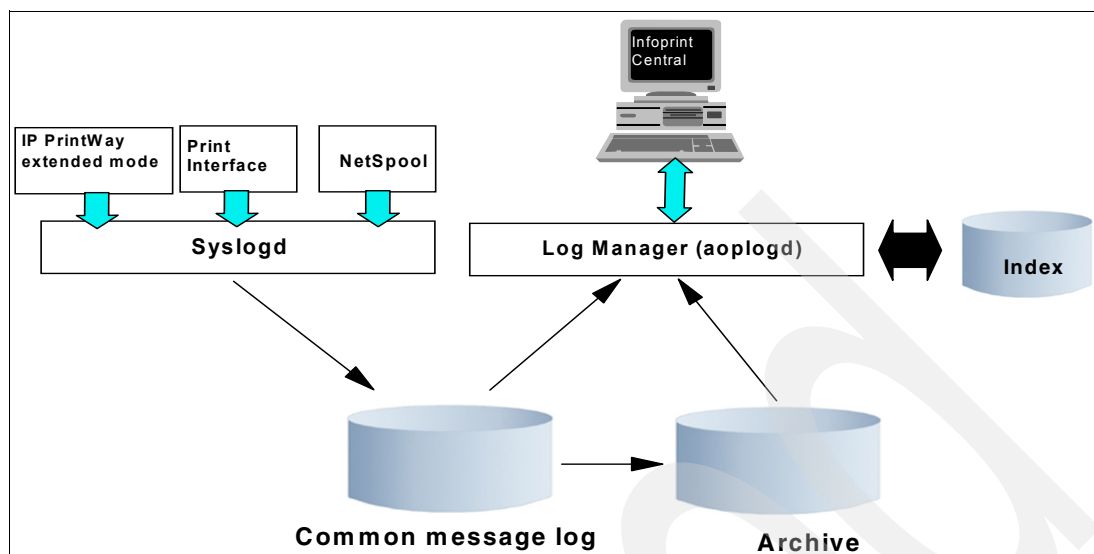 Infoprint
Central
IP PrintWay
extended mode
Print
Interface
NetSpool
Syslogd
Log Manager (aoplogd)
Index
Common message log
Archive